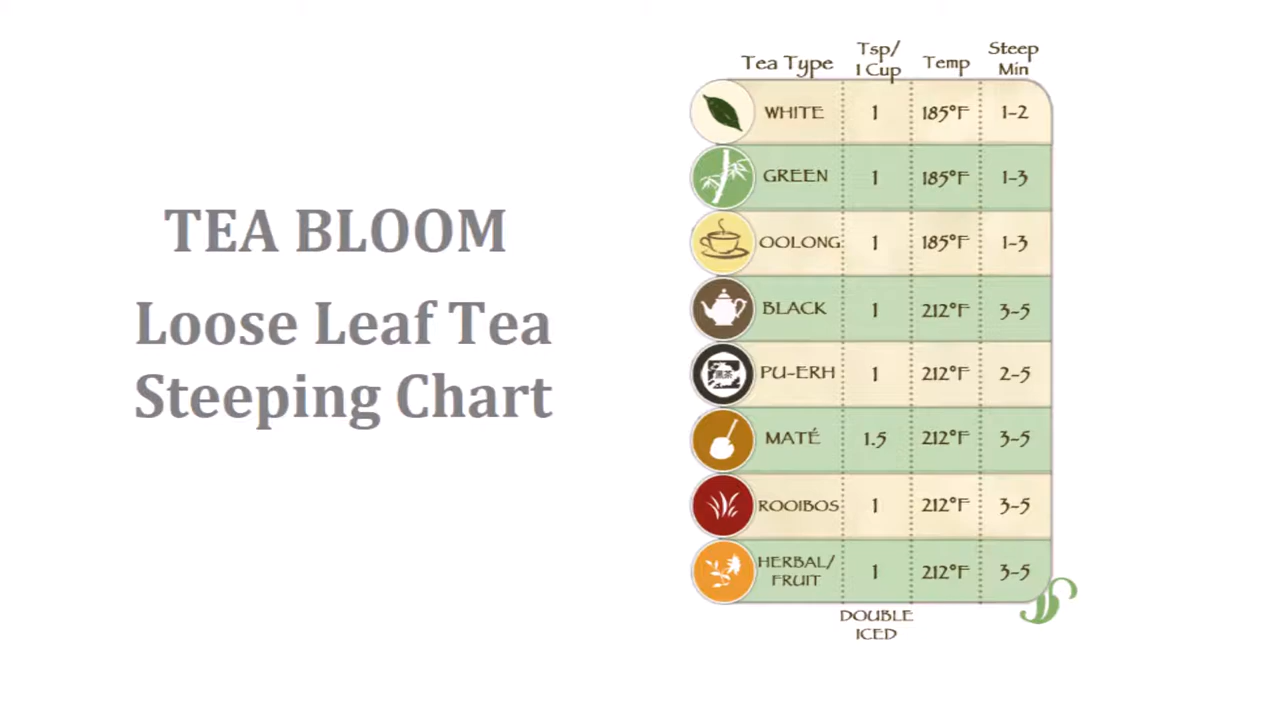 TEA BLOOM
Loose Leaf Tea
Steeping Chart
Tea Type Tsp/ 1 Cup Temp Steep Min
WHITE 1 185°F 1-2
GREEN 1 185°F 1-3
OOLONG 1 185°F 1-3
BLACK 1 212°F 3-5
黑茶 PU-ERH 1 212°F 2-5
MATÉ 1.5 212°F 3-5
ROOIBOS 1 212°F 3-5
HERBAL/ FRUIT 1 212°F 3-5
DOUBLE
ICED